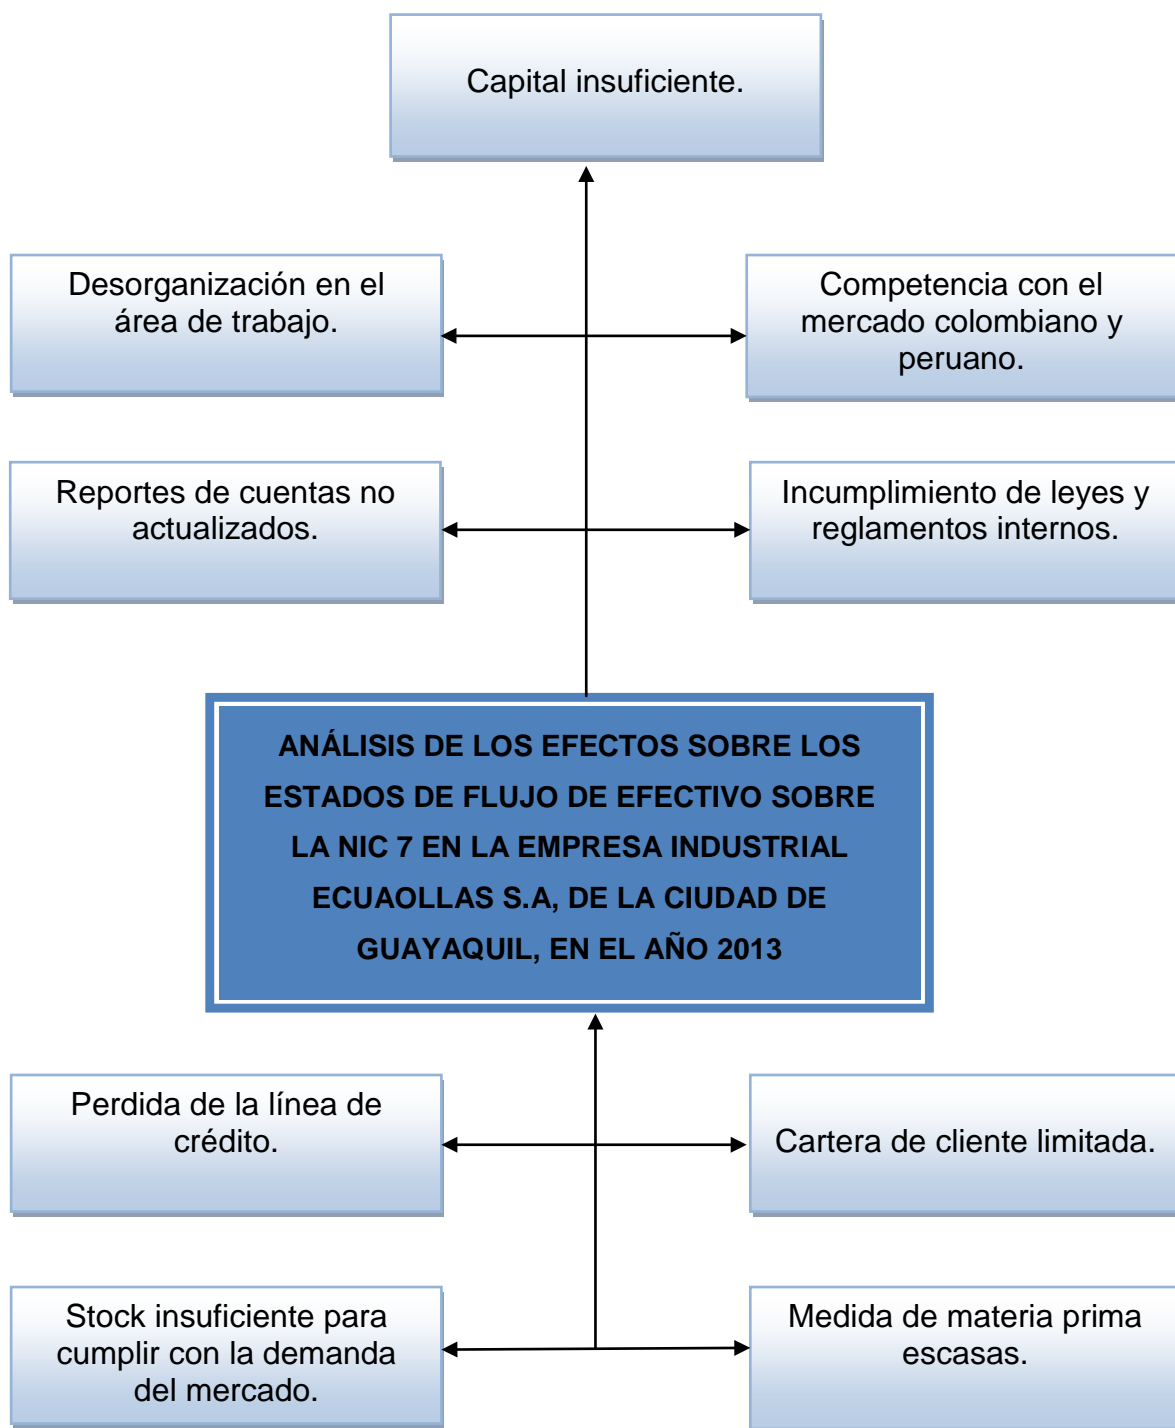 Capital insuficiente.
Desorganización en el
área de trabajo.
Competencia con el
mercado colombiano y
peruano.
Reportes de cuentas no
actualizados.
Incumplimiento de leyes y
reglamentos internos.
ANÁLISIS DE LOS EFECTOS SOBRE LOS
ESTADOS DE FLUJO DE EFECTIVO SOBRE
LA NIC 7 EN LA EMPRESA INDUSTRIAL
ECUAOLLAS S.A, DE LA CIUDAD DE
GUAYAQUIL, EN EL AÑO 2013
Perdida de la línea de
crédito.
Cartera de cliente limitada.
Stock insuficiente para
cumplir con la demanda
del mercado.
Medida de materia prima
escasas.